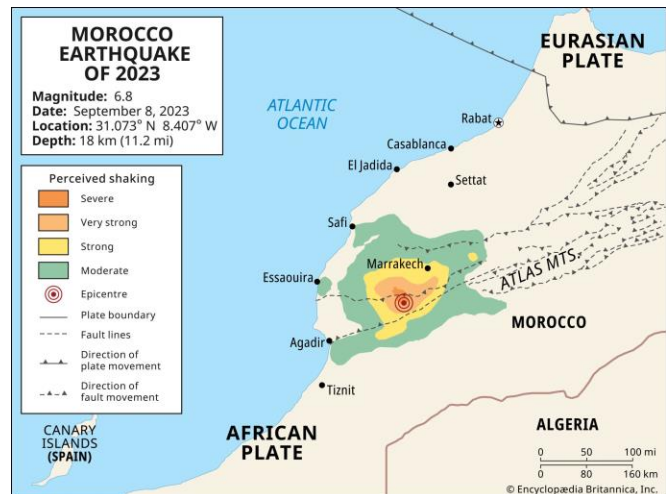 MOROCCO
EARTHQUAKE
OF 2023
Magnitude: 6.8
Date: September 8, 2023
Location: 31.073° N 8.407° W
Depth: 18 km (11.2 mi)
Perceived shaking
Severe
Very strong
Strong
Moderate
Epicentre
Plate boundary
Fault lines
Direction of
plate movement
Direction of
fault movement
EURASIAN
PLATE
ATLANTIC
OCEAN
Rabat
Casablanca
El Jadida
Settat
Safi
Marrakech
Essaouira
ATLAS MTS.
MOROCCO
Agadir
Tiznit
CANARY
ISLANDS
(SPAIN)
AFRICAN
PLATE
ALGERIA
0 50 100 mi
0 80 160 km
© Encyclopædia Britannica, Inc.